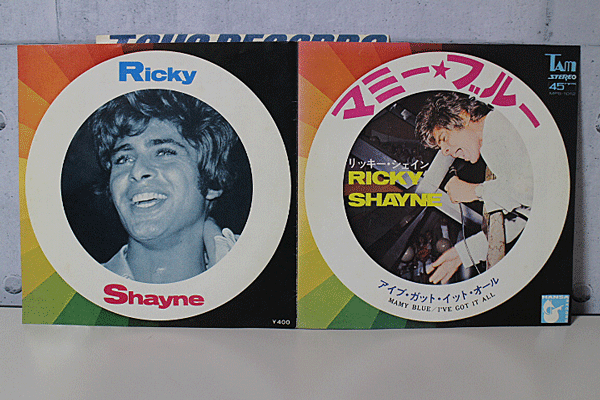 TOHO RECORDS
Ricky
Shayne
¥400
マミー★ブルー
TAM
STEREO
45
リッキー・シェイン
RICKY
SHAYNE
アイブ・ガット・イット・オール
MAMY BLUE / I'VE GOT IT ALL
HANSA